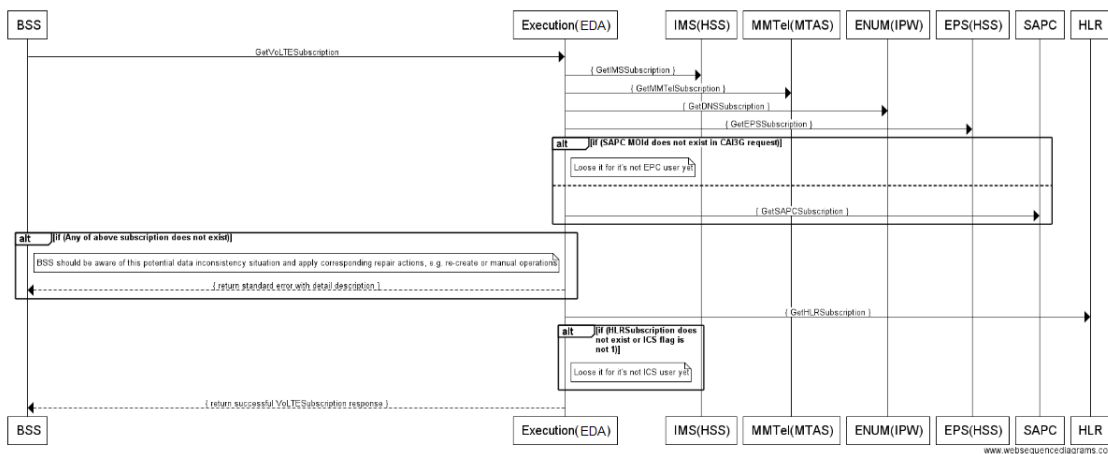 BSS Execution(EDA) IMS(HSS) MMTel(MTAS) ENUM(IPW) EPS(HSS) SAPC HLR
GetVoLTESubscription
{ GetIMSSubscription }
{ GetMMTelSubscription }
{ GetDNSSubscription }
{ GetEPSSubscription }
alt [if (SAPC MOId does not exist in CAI3G request)]
Loose it for it's not EPC user yet
{ GetSAPCSubscription }
alt [if (Any of above subscription does not exist)]
BSS should be aware of this potential data inconsistency situation and apply corresponding repair actions, e.g. re-create or manual operations
{ return standard error with detail description }
{ GetHLRSubscription }
alt [if (HLRSubscription does
not exist or ICS flag is
not 1)]
Loose it for it's not ICS user yet
{ return successful VoLTESubscription response }
BSS Execution(EDA) IMS(HSS) MMTel(MTAS) ENUM(IPW) EPS(HSS) SAPC HLR
www.websequencediagrams.co